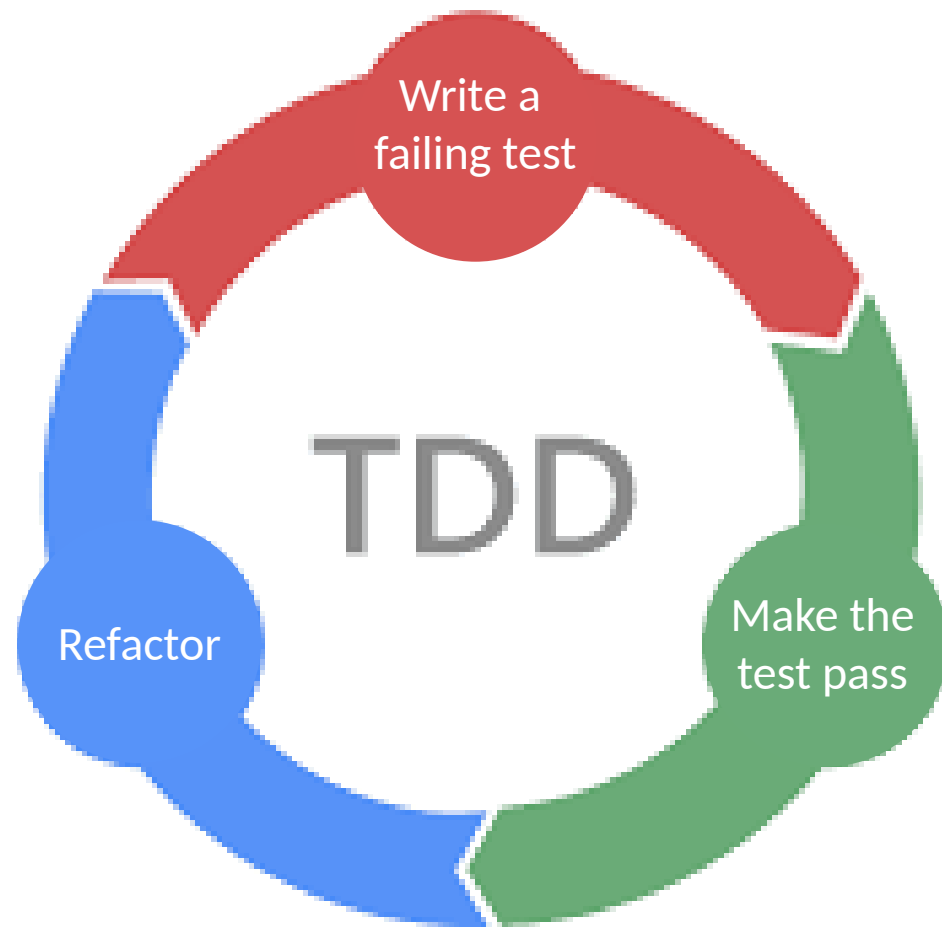 Write a
failing test
TDD
Refactor
Make the
test pass